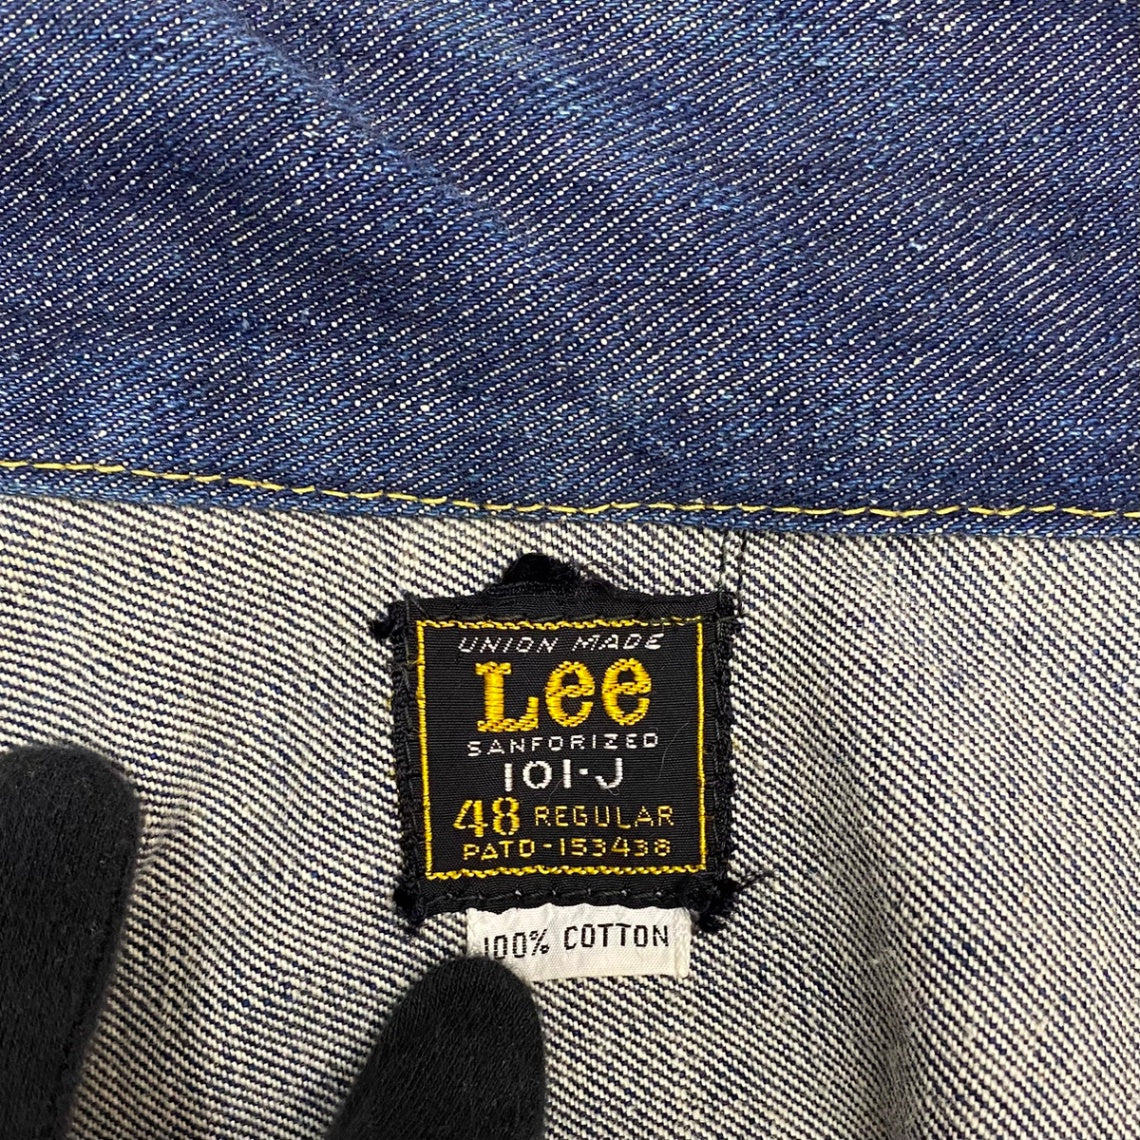 UNION MADE
Lee
SANFORIZED
101-J
48 REGULAR
PATD-153438
100% COTTON